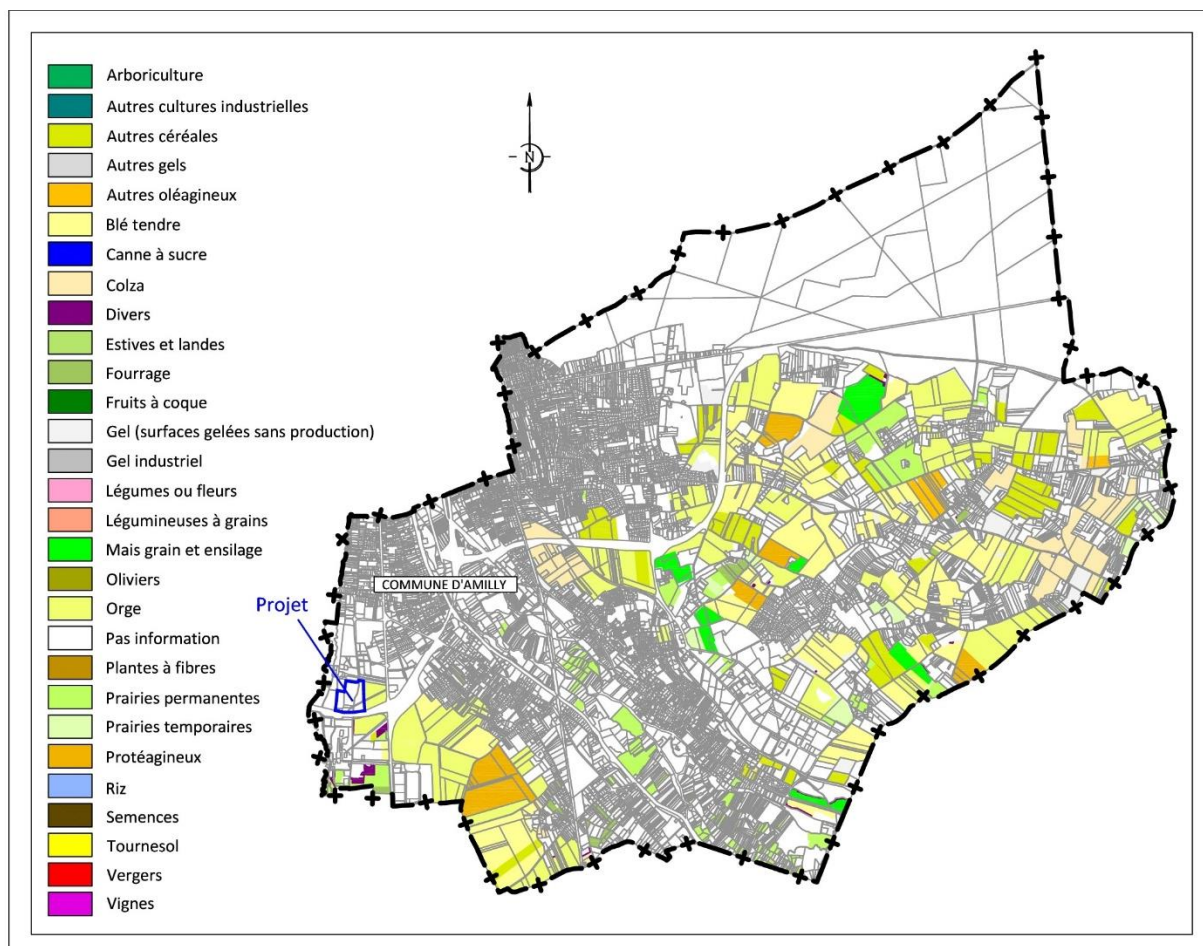 Arboriculture
Autres cultures industrielles
Autres céréales
Autres gels
Autres oléagineux
Blé tendre
Canne à sucre
Colza
Divers
Estives et landes
Fourrage
Fruits à coque
Gel (surfaces gelées sans production)
Gel industriel
Légumes ou fleurs
Légumineuses à grains
Mais grain et ensilage
Oliviers
Orge
Pas information
Plantes à fibres
Prairies permanentes
Prairies temporaires
Protéagineux
Riz
Semences
Tournesol
Vergers
Vignes
N
COMMUNE D'AMILLY
Projet